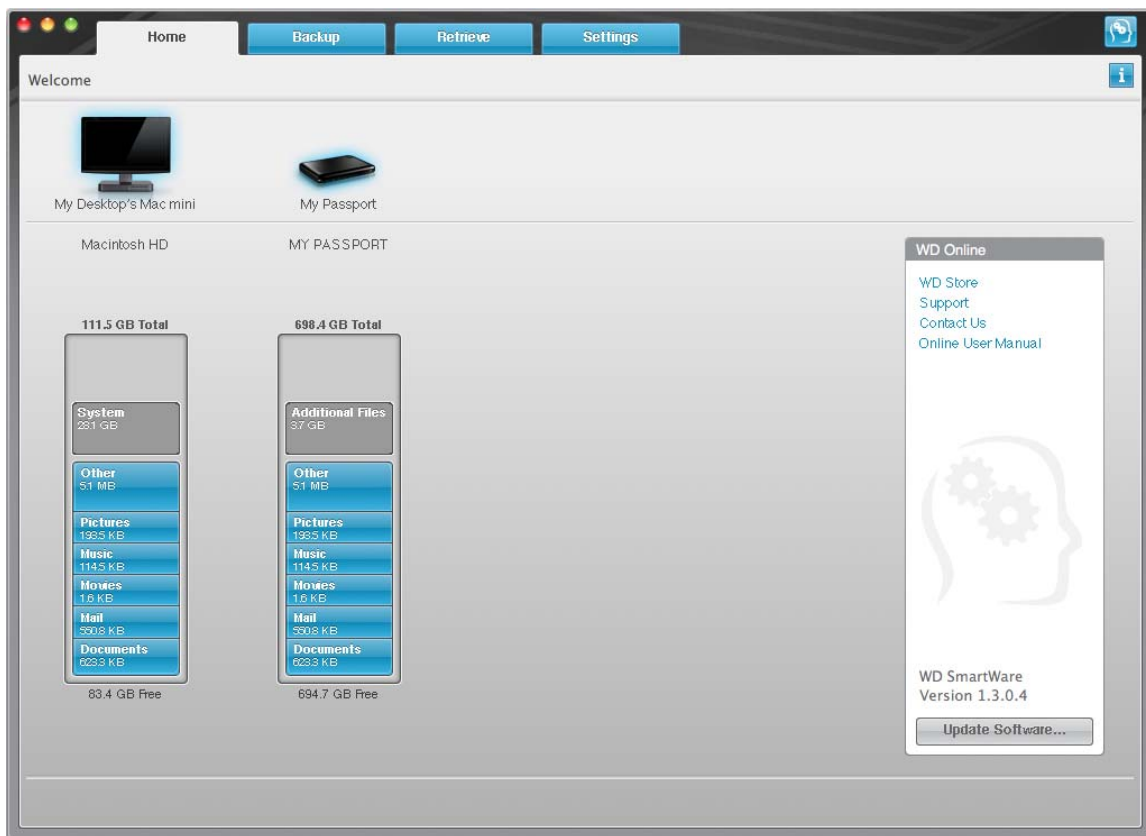 Home
Backup
Retrieve
Settings
Welcome
i
My Desktop's Mac mini
My Passport
Macintosh HD
MY PASSPORT
111.5 GB Total
698.4 GB Total
System
28.1 GB
Additional Files
3.7 GB
Other
5.1 MB
Other
5.1 MB
Pictures
193.5 KB
Pictures
193.5 KB
Music
114.5 KB
Music
114.5 KB
Movies
1.6 KB
Movies
1.6 KB
Mail
550.8 KB
Mail
550.8 KB
Documents
623.3 KB
Documents
623.3 KB
83.4 GB Free
694.7 GB Free
WD Online
WD Store
Support
Contact Us
Online User Manual
WD SmartWare
Version 1.3.0.4
Update Software...